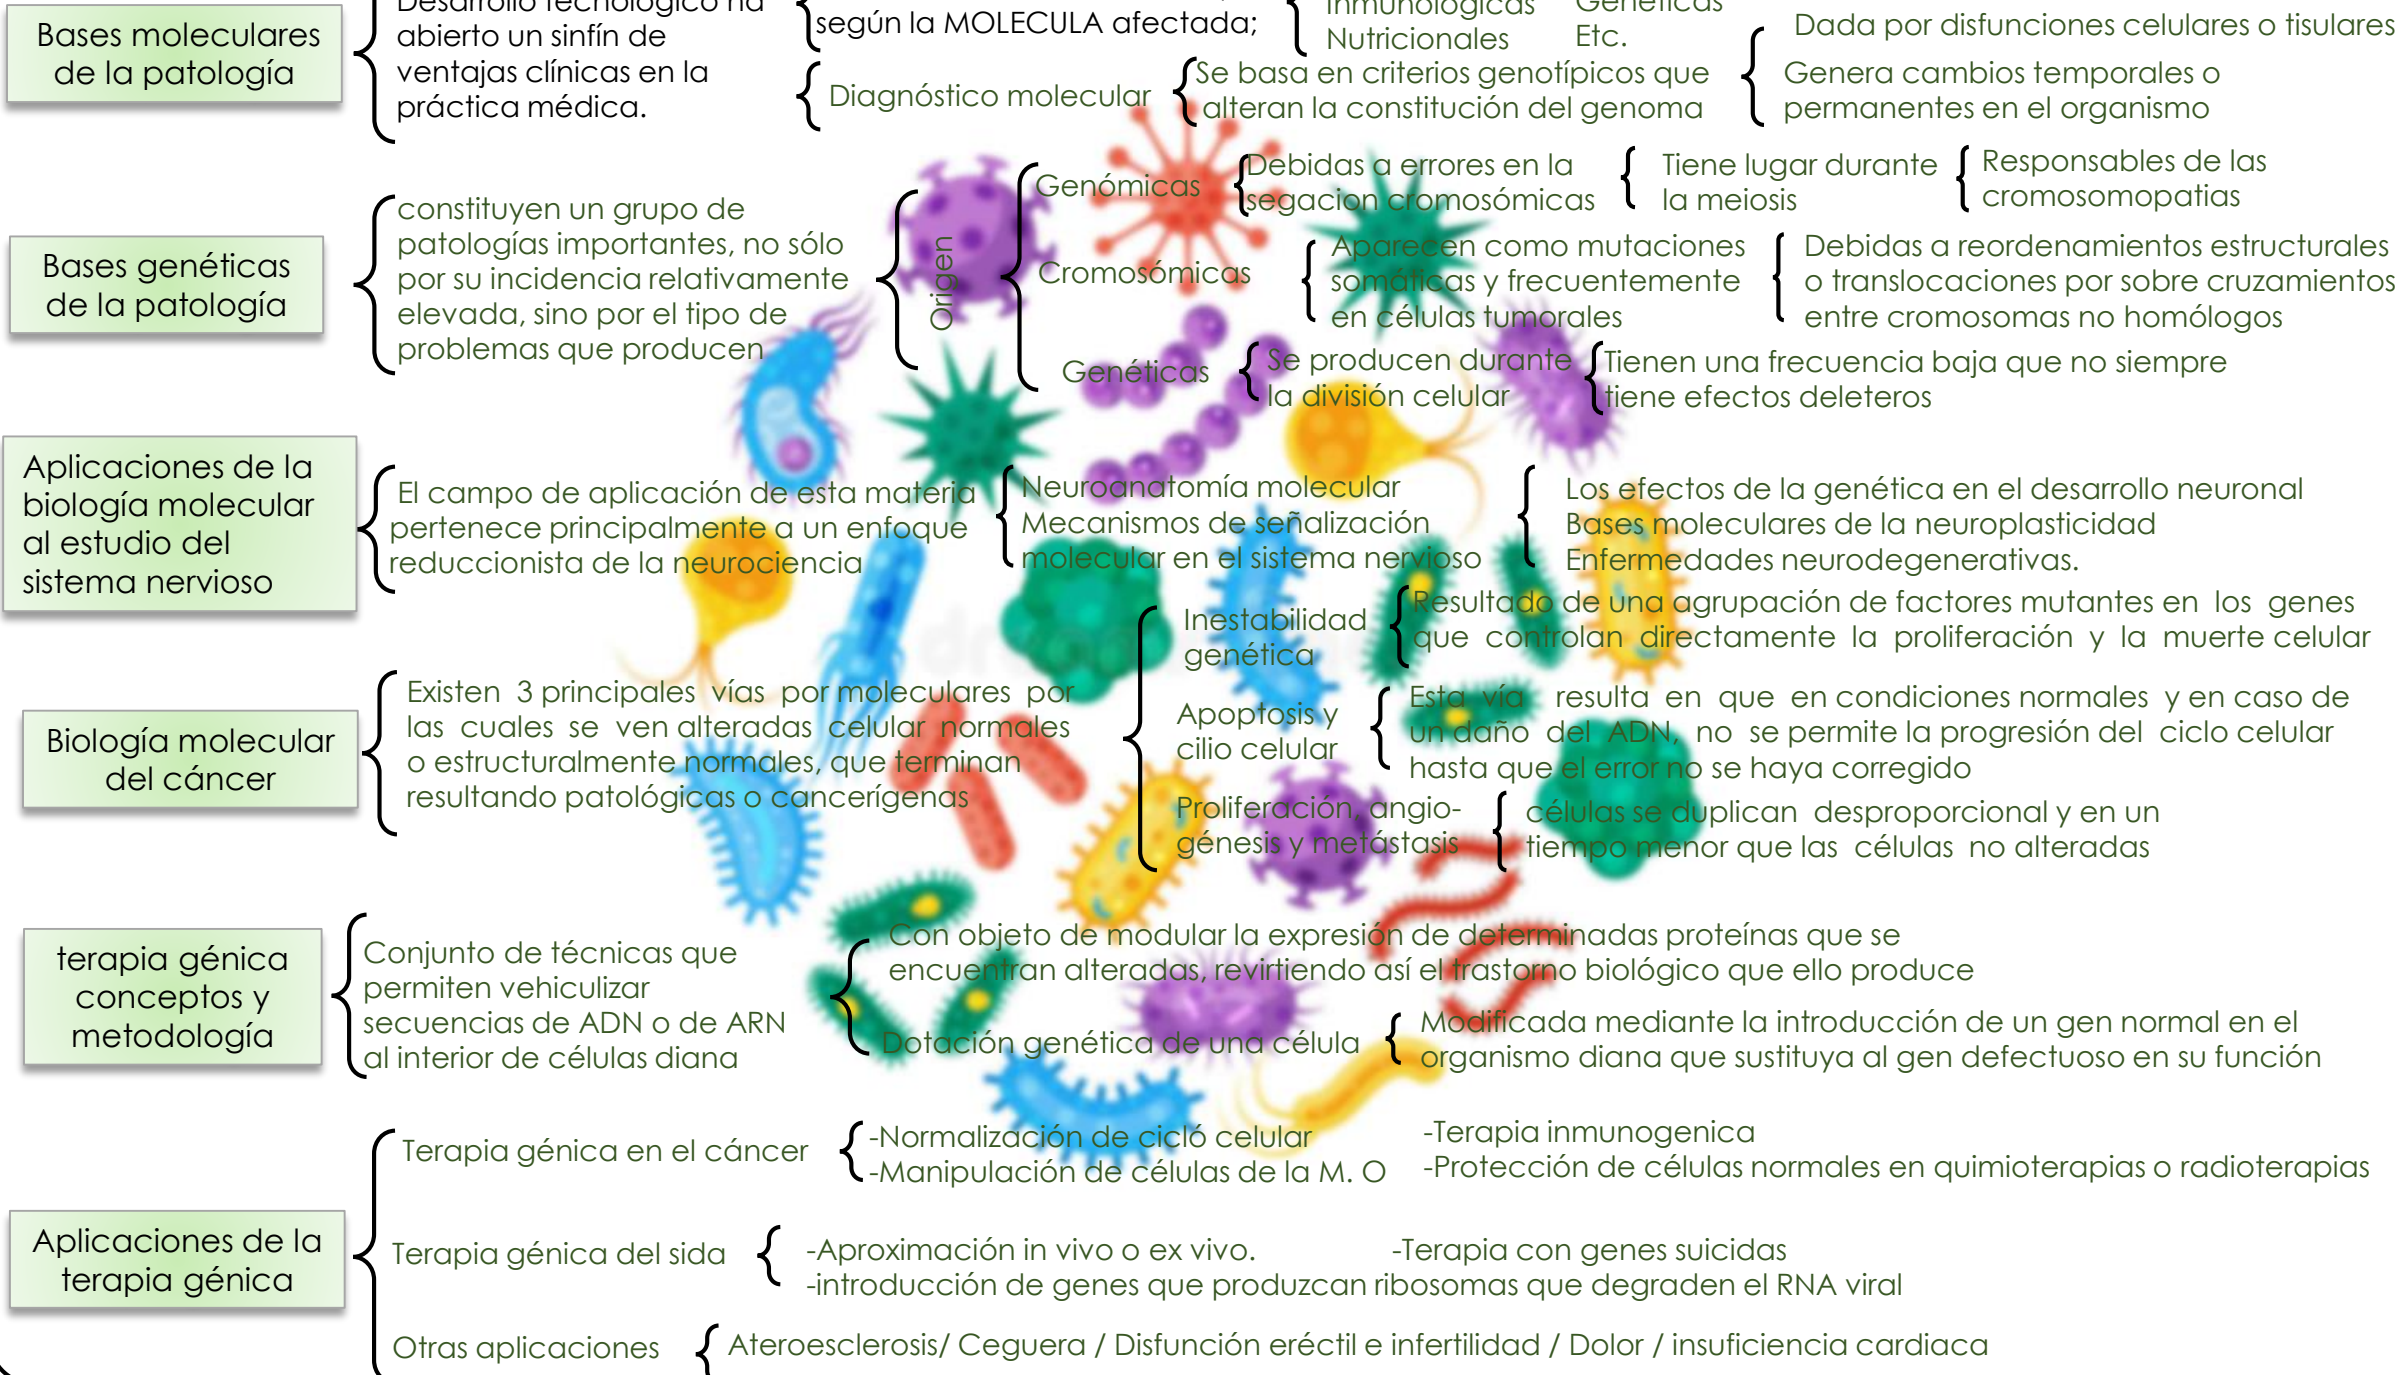 Bases moleculares
de la patología
Desarrollo tecnológico ha
abierto un sinfín de
ventajas clínicas en la
práctica médica.
según la MOLECULA afectada;
Inmunológicas
Nutricionales
Genéticas
Etc.
Diagnóstico molecular
Se basa en criterios genotípicos que
alteran la constitución del genoma
Dada por disfunciones celulares o tisulares
Genera cambios temporales o
permanentes en el organismo
Bases genéticas
de la patología
constituyen un grupo de
patologías importantes, no sólo
por su incidencia relativamente
elevada, sino por el tipo de
problemas que producen
Origen
Genómicas
Debidas a errores en la
segacion cromosómicas
Tiene lugar durante
la meiosis
Responsables de las
cromosomopatias
Cromosómicas
Aparecen como mutaciones
somáticas y frecuentemente
en células tumorales
Debidas a reordenamientos estructurales
o translocaciones por sobre cruzamientos
entre cromosomas no homólogos
Genéticas
Se producen durante
la división celular
Tienen una frecuencia baja que no siempre
tiene efectos deleteros
Aplicaciones de la
biología molecular
al estudio del
sistema nervioso
El campo de aplicación de esta materia
pertenece principalmente a un enfoque
reduccionista de la neurociencia
Neuroanatomía molecular
Mecanismos de señalización
molecular en el sistema nervioso
Los efectos de la genética en el desarrollo neuronal
Bases moleculares de la neuroplasticidad
Enfermedades neurodegenerativas.
Biología molecular
del cáncer
Existen 3 principales vías por moleculares por
las cuales se ven alteradas celular normales
o estructuralmente normales, que terminan
resultando patológicas o cancerígenas
Inestabilidad
genética
Resultado de una agrupación de factores mutantes en los genes
que controlan directamente la proliferación y la muerte celular
Apoptosis y
cilio celular
Esta vía resulta en que en condiciones normales y en caso de
un daño del ADN, no se permite la progresión del ciclo celular
hasta que el error no se haya corregido
Proliferación, angio-
génesis y metástasis
células se duplican desproporcional y en un
tiempo menor que las células no alteradas
terapia génica
conceptos y
metodología
Conjunto de técnicas que
permiten vehiculizar
secuencias de ADN o de ARN
al interior de células diana
Con objeto de modular la expresión de determinadas proteínas que se
encuentran alteradas, revirtiendo así el trastorno biológico que ello produce
Dotación genética de una célula
Modificada mediante la introducción de un gen normal en el
organismo diana que sustituya al gen defectuoso en su función
Aplicaciones de la
terapia génica
Terapia génica en el cáncer
-Normalización de cicló celular
-Manipulación de células de la M. O
-Terapia inmunogenica
-Protección de células normales en quimioterapias o radioterapias
Terapia génica del sida
-Aproximación in vivo o ex vivo.
-Terapia con genes suicidas
-introducción de genes que produzcan ribosomas que degraden el RNA viral
Otras aplicaciones
Ateroesclerosis/ Ceguera / Disfunción eréctil e infertilidad / Dolor / insuficiencia cardiaca